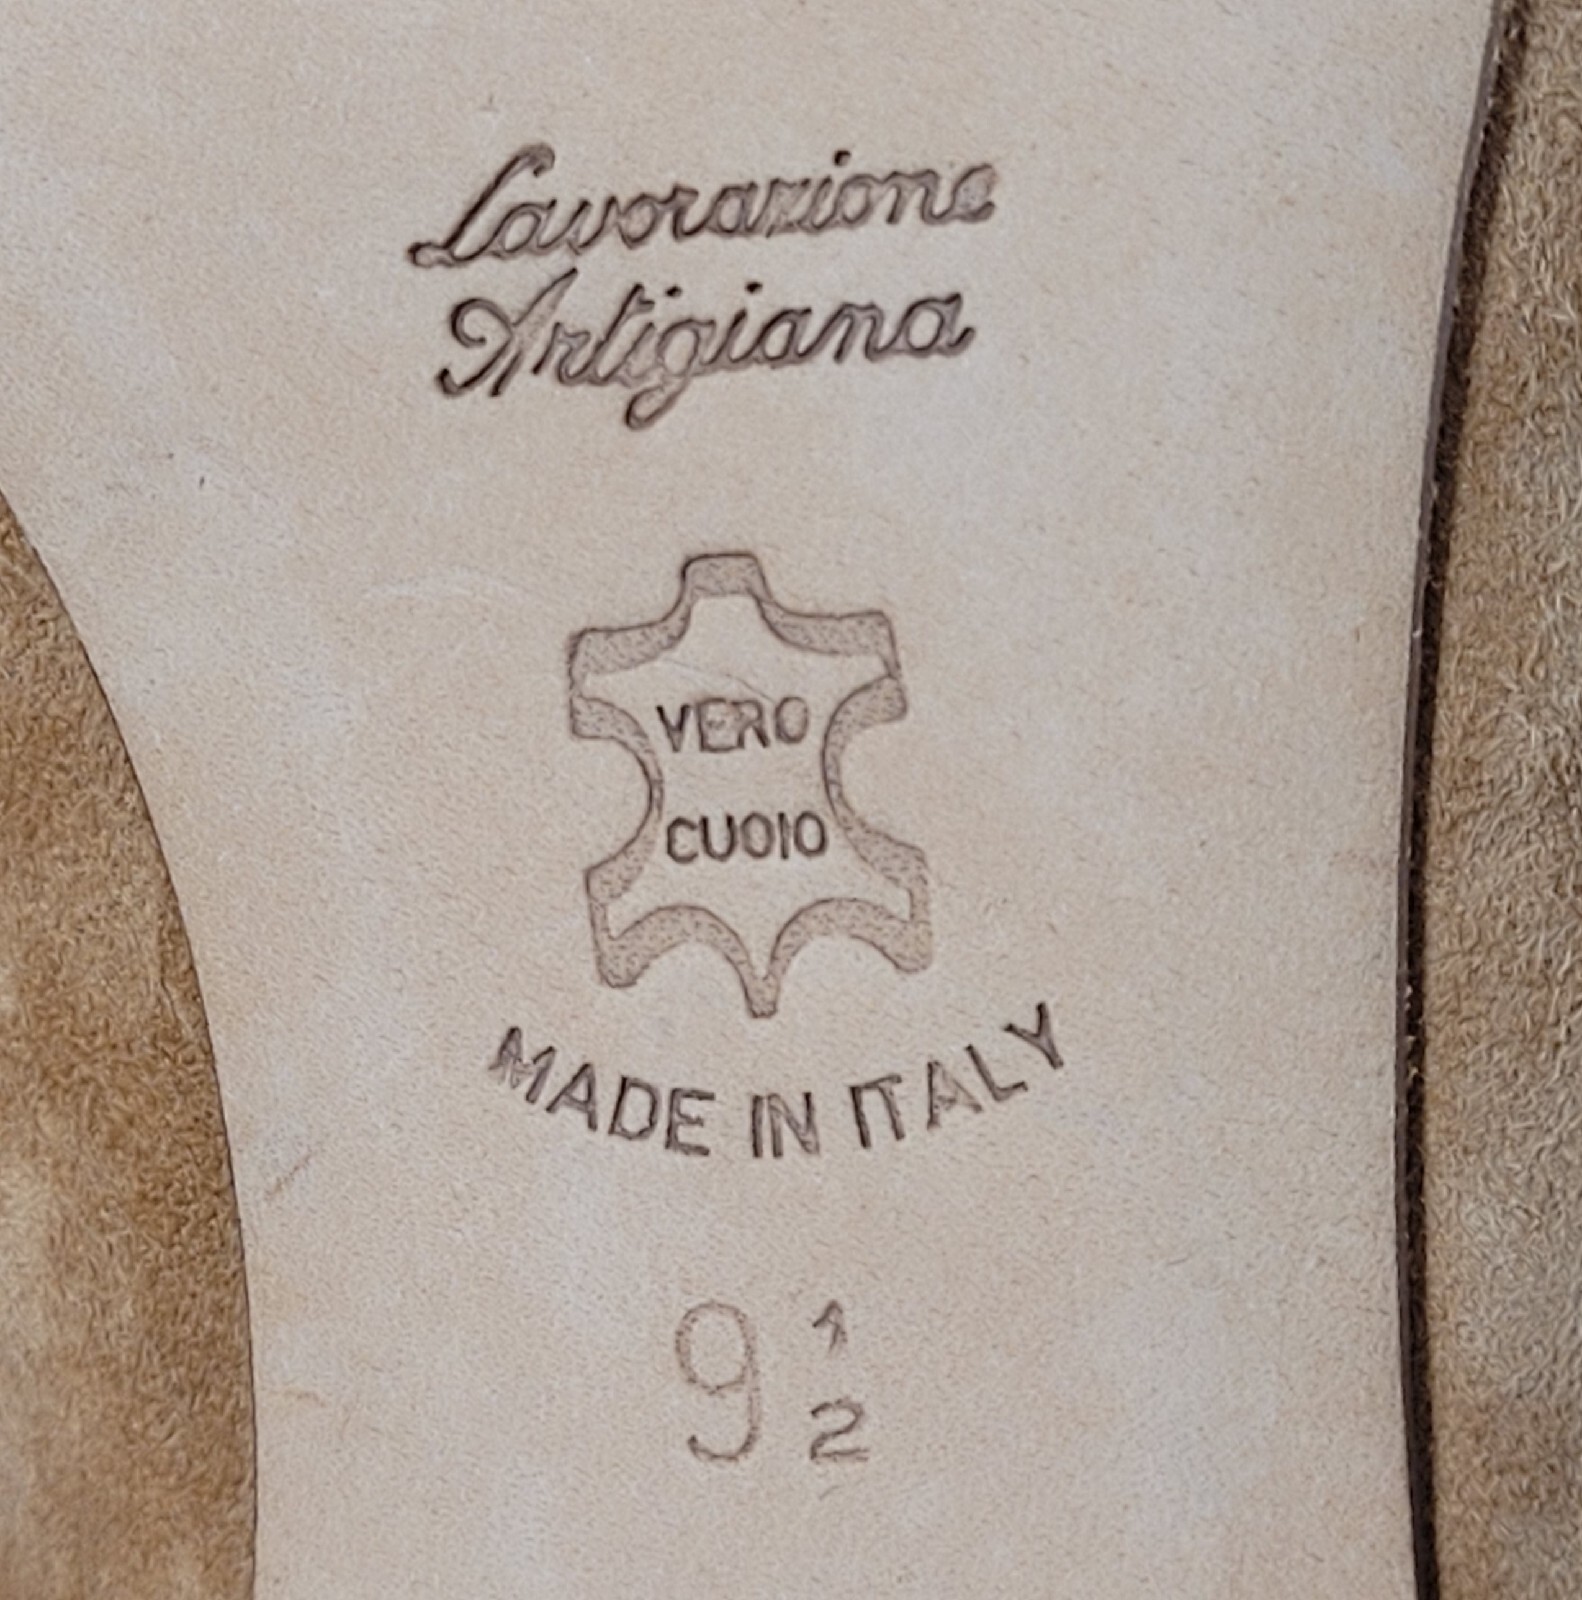 Lavorazione
Artigiana
VERO
CUOIO
MADE IN ITALY
9 1/2